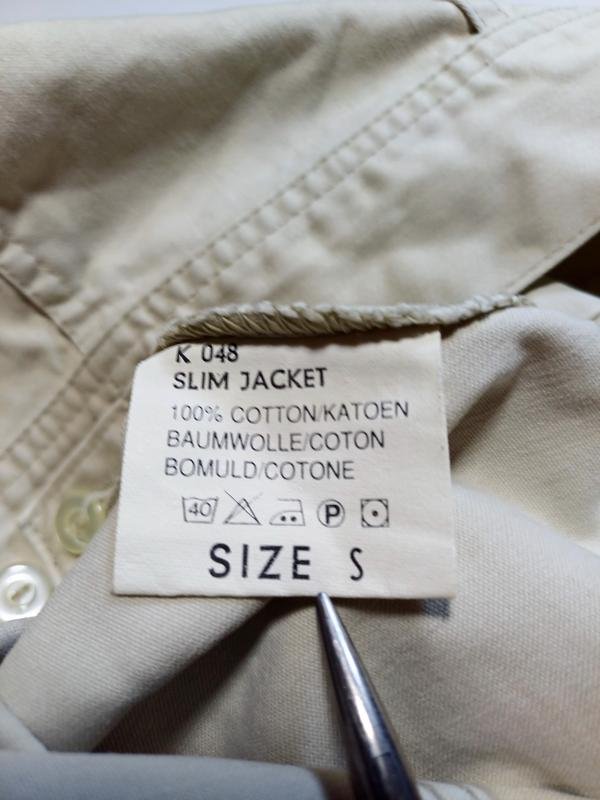 K 048
SLIM JACKET
100% COTTON/KATOEN
BAUMWOLLE/COTON
BOMULD/COTONE
40 P
SIZE S